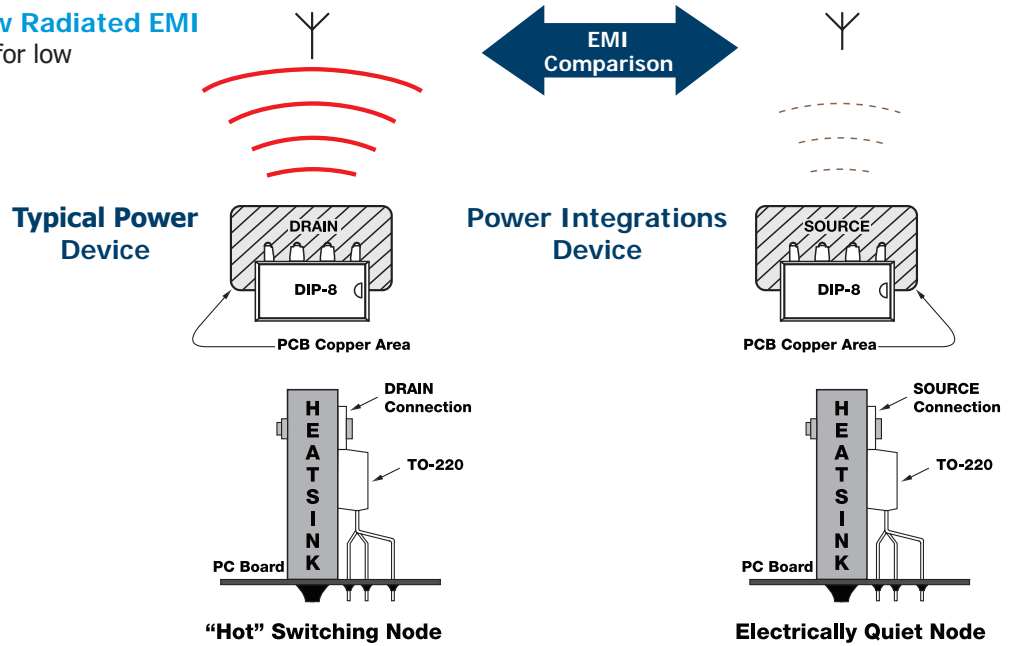 w Radiated EMI
for low
EMI
Comparison
Typical Power
Device
DRAIN
DIP-8
PCB Copper Area
Power Integrations
Device
SOURCE
DIP-8
PCB Copper Area
HEATSINK
DRAIN
Connection
TO-220
PC Board
"Hot" Switching Node
HEATSINK
SOURCE
Connection
TO-220
PC Board
Electrically Quiet Node